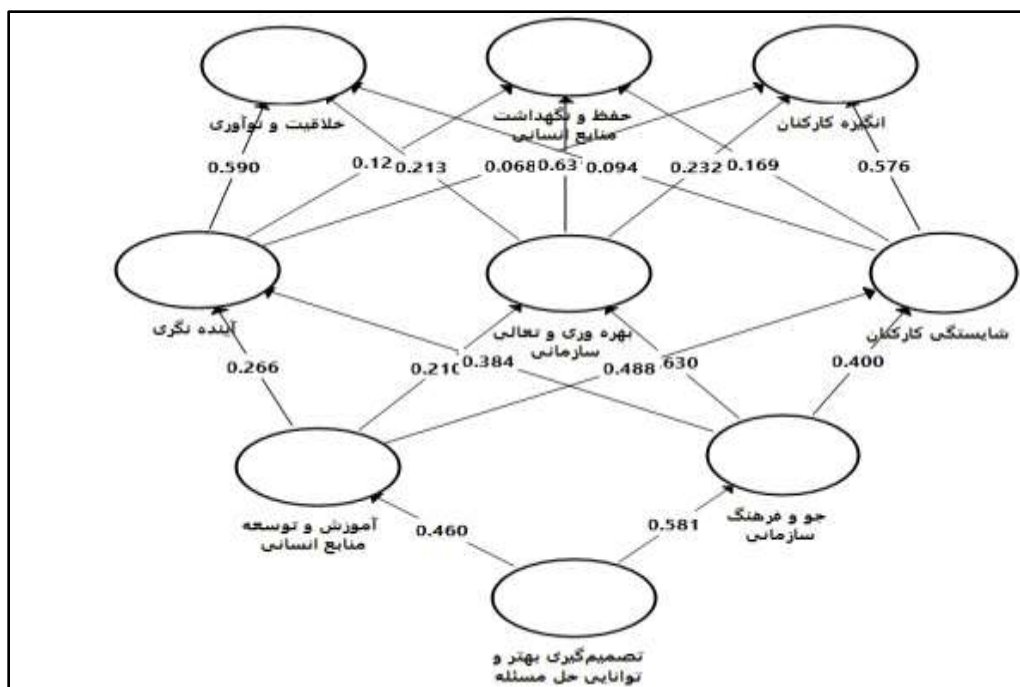 خلاقیت و نوآوری
حفظ و نگهداشت
منابع انسانی
انگیزه کارکنان
0.590
0.12
0.213
0.068
0.63
0.094
0.232
0.169
0.576
آینده نگری
بهره وری و تعالی
سازمانی
شایستگی کارکنان
0.266
0.210
0.384
0.488
.630
0.400
آموزش و توسعه
منابع انسانی
جو و فرهنگ
سازمانی
0.460
0.581
تصمیم‌گیری بهتر و
توانایی حل مسئله